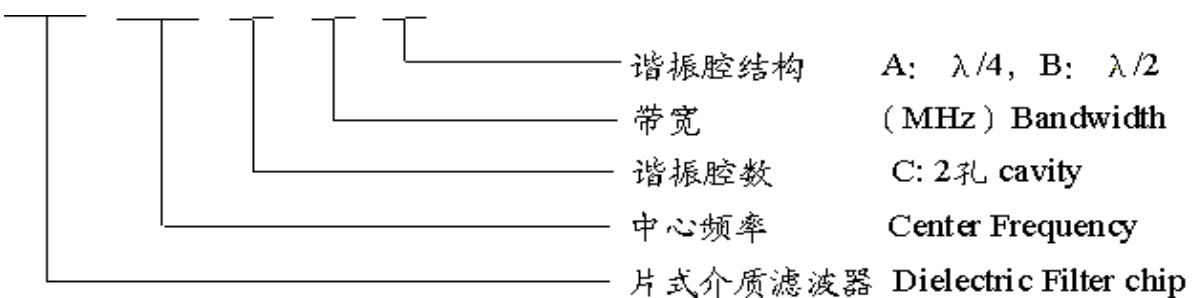 谐振腔结构 A: λ/4, B: λ/2
带宽 (MHz) Bandwidth
谐振腔数 C: 2孔 cavity
中心频率 Center Frequency
片式介质滤波器 Dielectric Filter chip